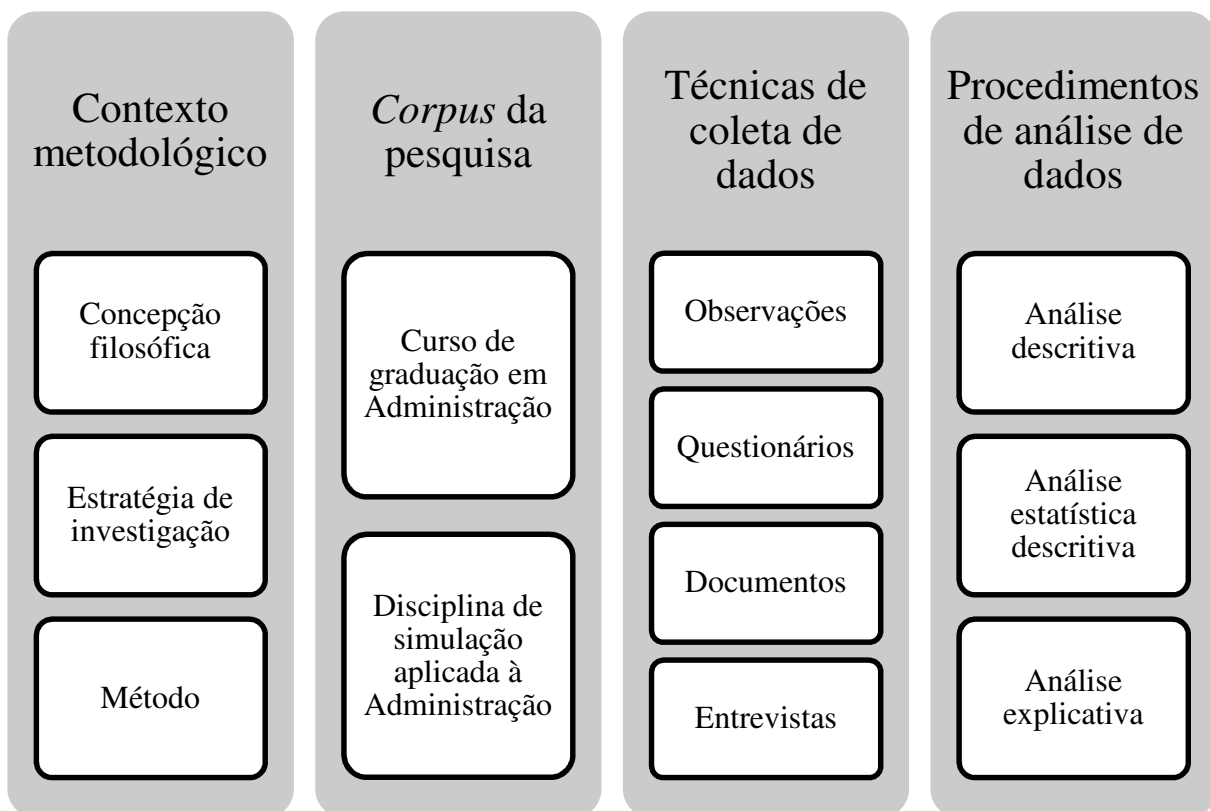 Contexto
metodológico
Concepção
filosófica
Estratégia de
investigação
Método
Corpus da
pesquisa
Curso de
graduação em
Administração
Disciplina de
simulação
aplicada à
Administração
Técnicas de
coleta de
dados
Observações
Questionários
Documentos
Entrevistas
Procedimentos
de análise de
dados
Análise
descritiva
Análise
estatística
descritiva
Análise
explicativa